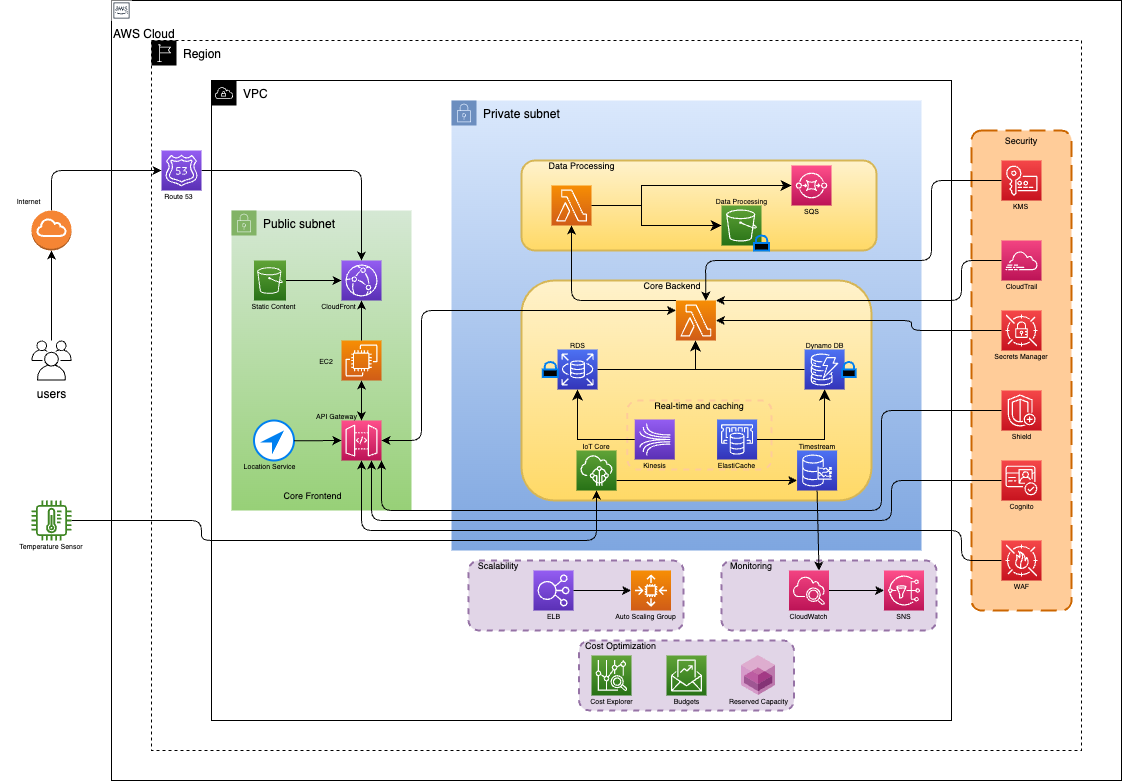 aws
AWS Cloud
Region
VPC
Private subnet
Security
Data Processing
Internet
53
Route 53
Data Processing
SQS
KMS
Public subnet
Static Content
CloudFront
Core Backend
CloudTrail
EC2
RDS
Dynamo DB
Secrets Manager
users
API Gateway
Real-time and caching
Shield
Location Service
IoT Core
Kinesis
ElastiCache
Timestream
Core Frontend
Cognito
Temperature Sensor
Scalability
Monitoring
WAF
ELB
Auto Scaling Group
CloudWatch
SNS
Cost Optimization
Cost Explorer
Budgets
Reserved Capacity